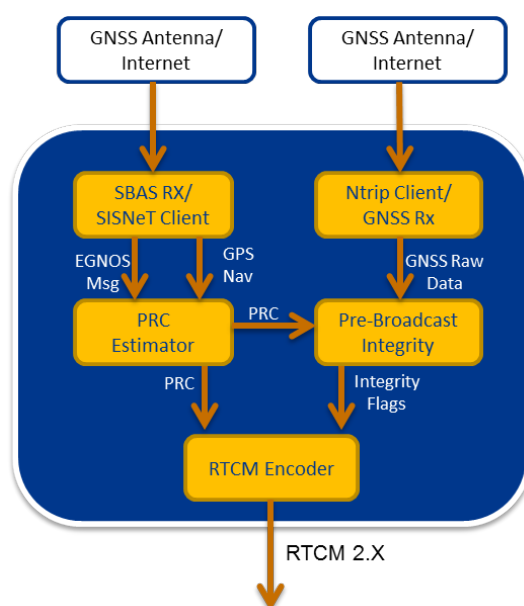 GNSS Antenna/
Internet
GNSS Antenna/
Internet
SBAS RX/
SISNeT Client
Ntrip Client/
GNSS Rx
EGNOS
Msg
GPS
Nav
GNSS Raw
Data
PRC
Estimator
PRC
Pre-Broadcast
Integrity
PRC
Integrity
Flags
RTCM Encoder
RTCM 2.X